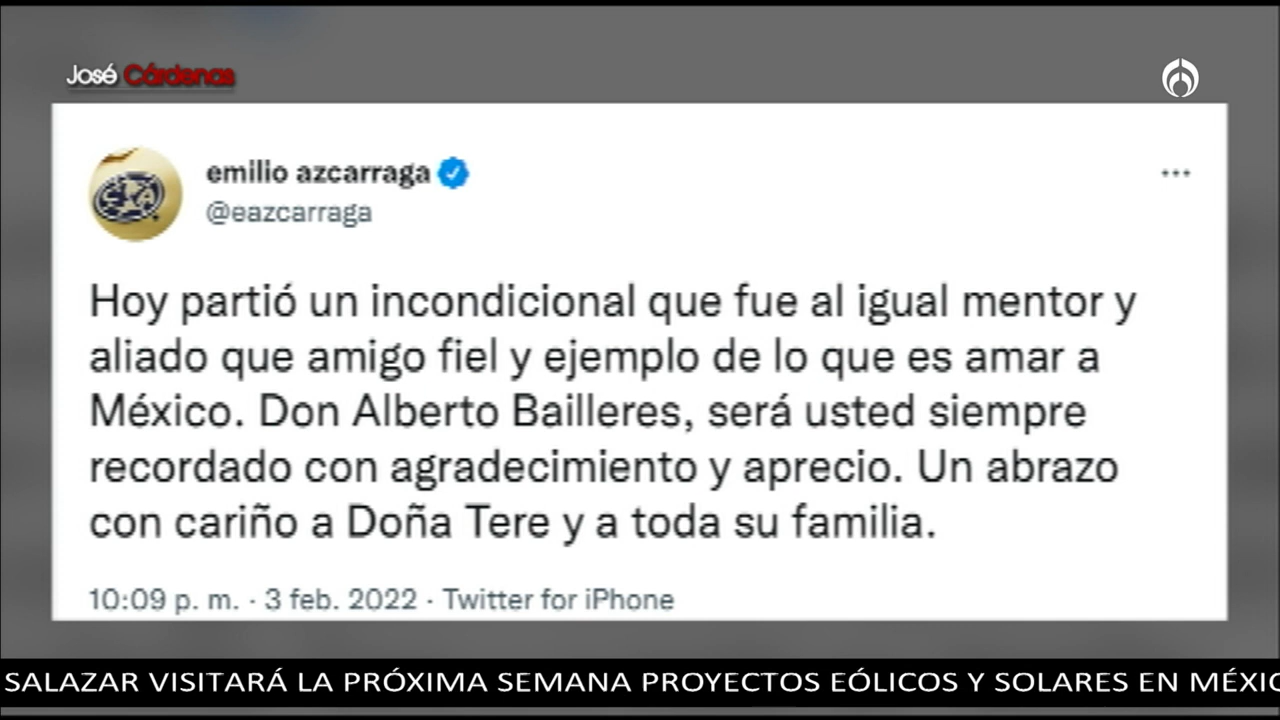 José Cárdenas
emilio azcarraga
@eazcarraga
Hoy partió un incondicional que fue al igual mentor y
aliado que amigo fiel y ejemplo de lo que es amar a
México. Don Alberto Bailleres, será usted siempre
recordado con agradecimiento y aprecio. Un abrazo
con cariño a Doña Tere y a toda su familia.
10:09 p. m. · 3 feb. 2022 · Twitter for iPhone
SALAZAR VISITARÁ LA PRÓXIMA SEMANA PROYECTOS EÓLICOS Y SOLARES EN MÉXIC